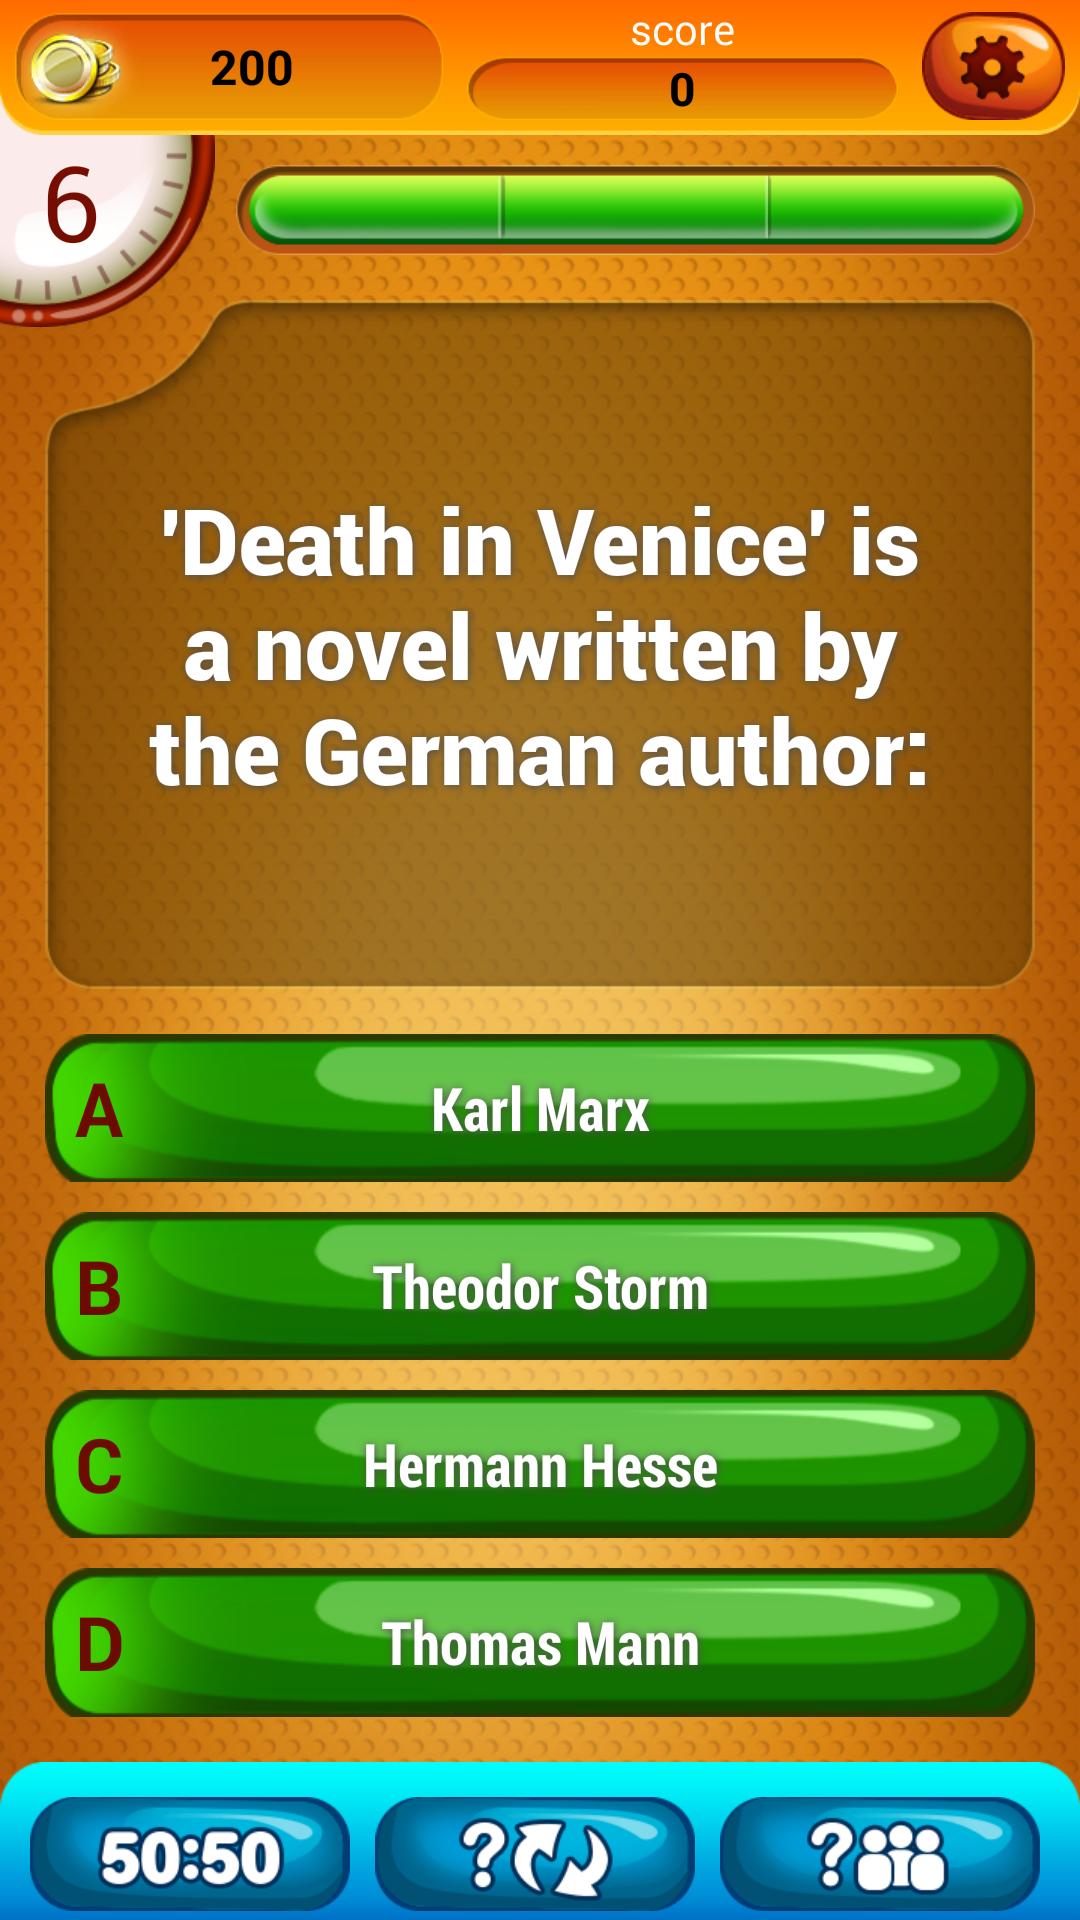 200
score
0
6
'Death in Venice' is
a novel written by
the German author:
A Karl Marx
B Theodor Storm
C Hermann Hesse
D Thomas Mann
50:50
?
?